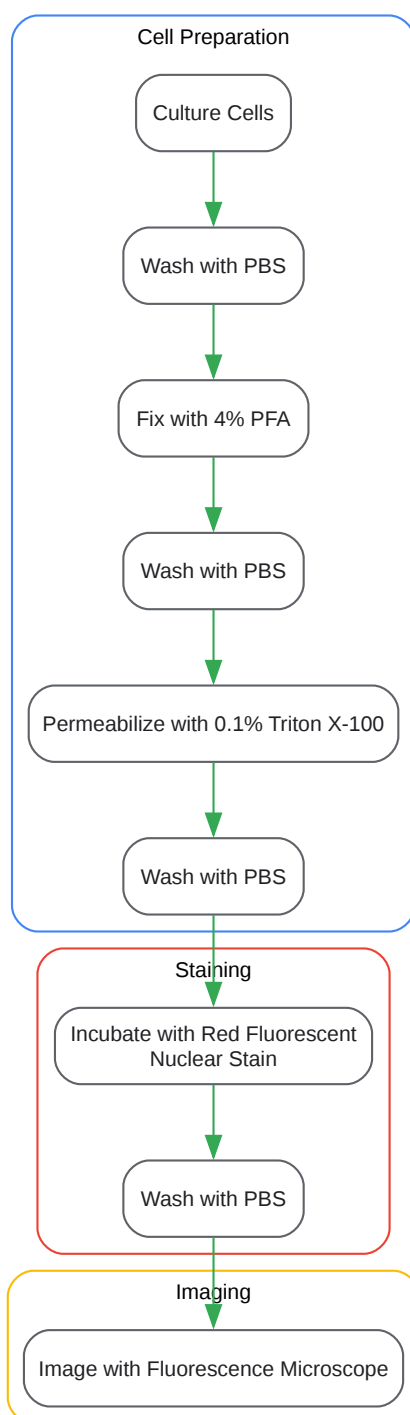 Cell Preparation
Culture Cells
Wash with PBS
Fix with 4% PFA
Wash with PBS
Permeabilize with 0.1% Triton X-100
Wash with PBS
Staining
Incubate with Red Fluorescent
Nuclear Stain
Wash with PBS
Imaging
Image with Fluorescence Microscope